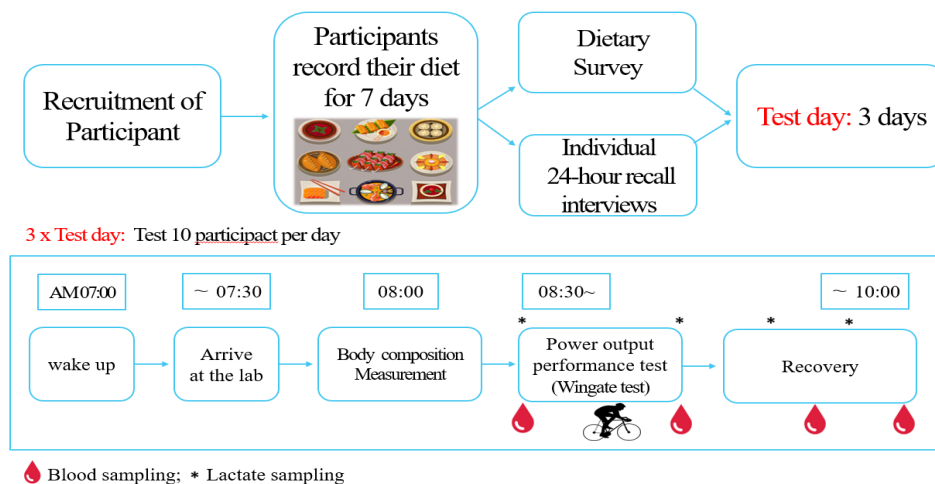 Recruitment of
Participant
Participants
record their diet
for 7 days
Dietary
Survey
Individual
24-hour recall
interviews
Test day: 3 days
3 x Test day: Test 10 participact per day
AM07:00
~ 07:30
08:00
08:30~
~ 10:00
* * * *
wake up
Arrive
at the lab
Body composition
Measurement
Power output
performance test
(Wingate test)
Recovery
Blood sampling; * Lactate sampling